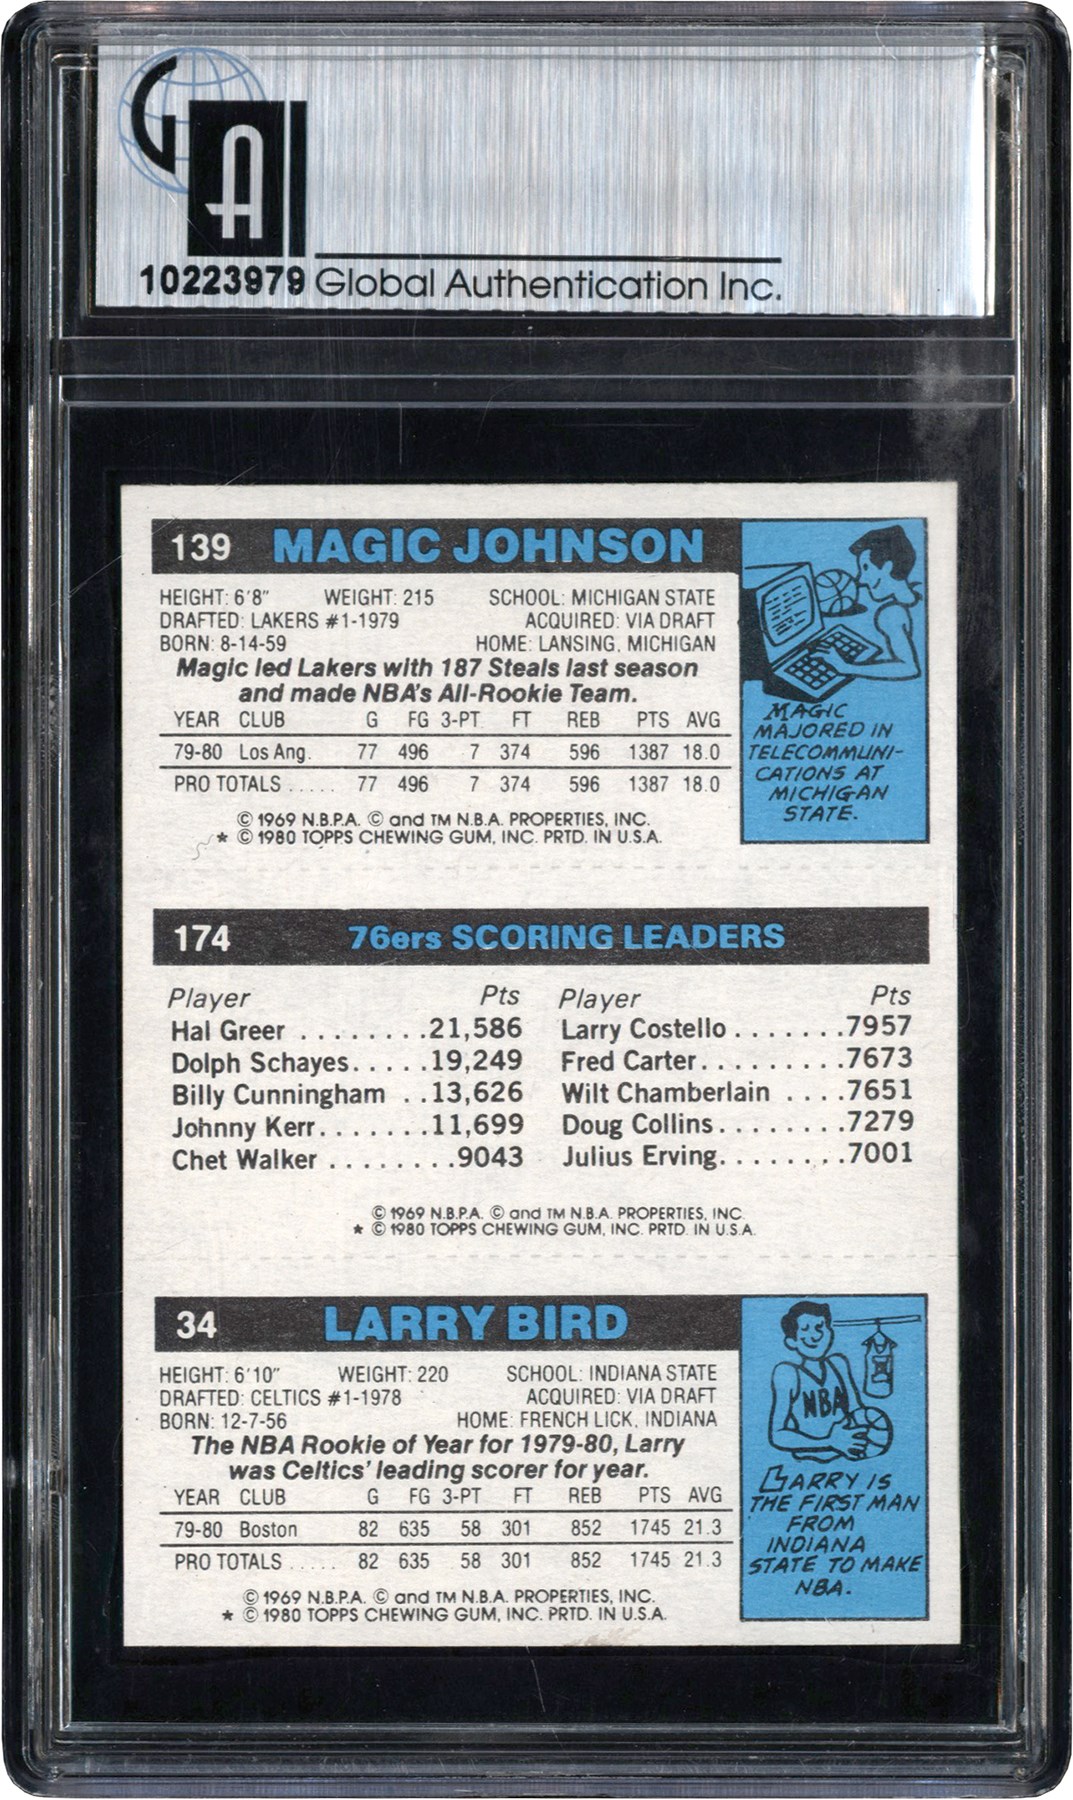 GA
10223979 Global Authentication Inc.
139 MAGIC JOHNSON
HEIGHT: 6'8" WEIGHT: 215 SCHOOL: MICHIGAN STATE
DRAFTED: LAKERS #1-1979 ACQUIRED: VIA DRAFT
BORN: 8-14-59 HOME: LANSING, MICHIGAN
Magic led Lakers with 187 Steals last season
and made NBA's All-Rookie Team.
YEAR CLUB G FG 3-PT FT REB PTS AVG
79-80 Los Ang. 77 496 7 374 596 1387 18.0
PRO TOTALS ..... 77 496 7 374 596 1387 18.0
© 1969 N.B.P.A. © and TM N.B.A. PROPERTIES, INC.
* © 1980 TOPPS CHEWING GUM, INC. PRTD. IN U.S.A.
MAGIC
MAJORED IN
TELECOMMUNI-
CATIONS AT
MICHIGAN
STATE.
174 76ers SCORING LEADERS
Player Pts Player Pts
Hal Greer ........21,586 Larry Costello.......7957
Dolph Schayes.....19,249 Fred Carter.........7673
Billy Cunningham ..13,626 Wilt Chamberlain ....7651
Johnny Kerr.......11,699 Doug Collins........7279
Chet Walker ........9043 Julius Erving........7001
© 1969 N.B.P.A. © and TM N.B.A. PROPERTIES, INC.
* © 1980 TOPPS CHEWING GUM, INC. PRTD. IN U.S.A.
34 LARRY BIRD
HEIGHT: 6'10" WEIGHT: 220 SCHOOL: INDIANA STATE
DRAFTED: CELTICS #1-1978 ACQUIRED: VIA DRAFT
BORN: 12-7-56 HOME: FRENCH LICK, INDIANA
The NBA Rookie of Year for 1979-80, Larry
was Celtics' leading scorer for year.
YEAR CLUB G FG 3-PT FT REB PTS AVG
79-80 Boston 82 635 58 301 852 1745 21.3
PRO TOTALS ..... 82 635 58 301 852 1745 21.3
© 1969 N.B.P.A. © and TM N.B.A. PROPERTIES, INC.
* © 1980 TOPPS CHEWING GUM, INC. PRTD. IN U.S.A.
NBA
LARRY IS
THE FIRST MAN
FROM
INDIANA
STATE TO MAKE
NBA.